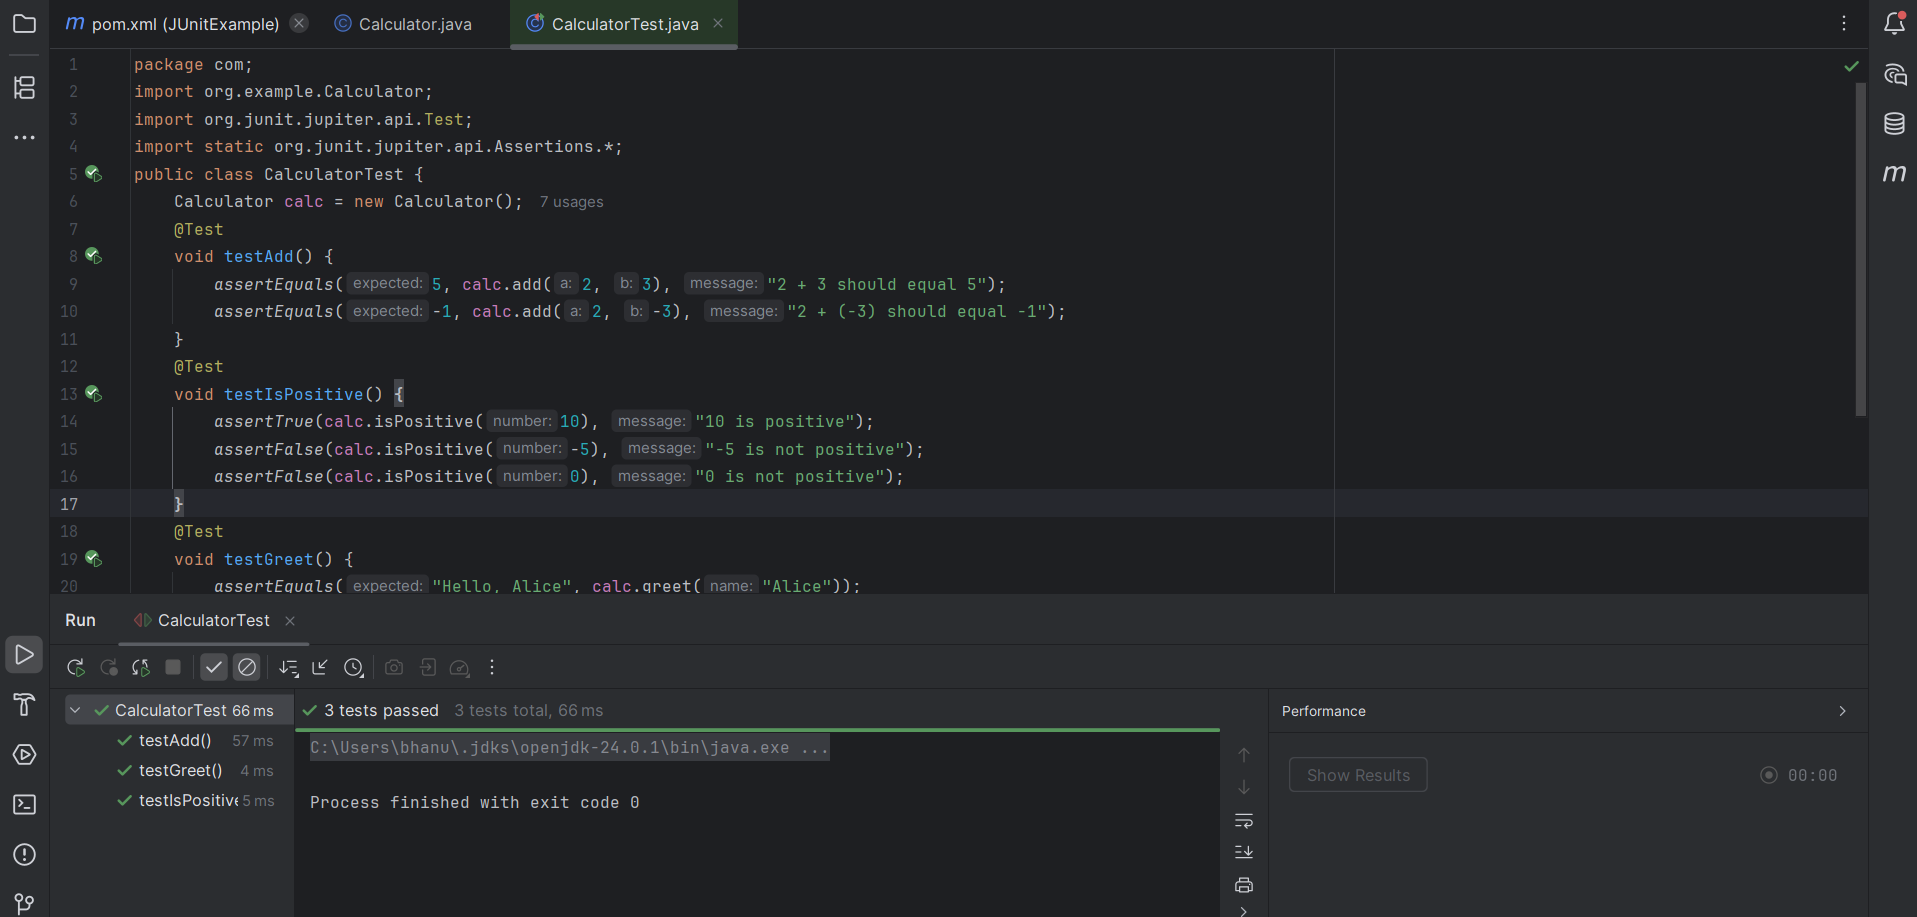 m pom.xml (JUnitExample)
Calculator.java
CalculatorTest.java
1 package com;
2 import org.example.Calculator;
3 import org.junit.jupiter.api.Test;
4 import static org.junit.jupiter.api.Assertions.*;
5 public class CalculatorTest {
6 Calculator calc = new Calculator(); 7 usages
7 @Test
8 void testAdd() {
9 assertEquals( expected: 5, calc.add( a: 2, b: 3), message: "2 + 3 should equal 5");
10 assertEquals( expected: -1, calc.add( a: 2, b: -3), message: "2 + (-3) should equal -1");
11 }
12 @Test
13 void testIsPositive() {
14 assertTrue(calc.isPositive( number: 10), message: "10 is positive");
15 assertFalse(calc.isPositive( number: -5), message: "-5 is not positive");
16 assertFalse(calc.isPositive( number: 0), message: "0 is not positive");
17 }
18 @Test
19 void testGreet() {
20 assertEquals( expected: "Hello, Alice", calc.greet( name: "Alice"));
m
Run CalculatorTest
CalculatorTest 66 ms
testAdd() 57 ms
testGreet() 4 ms
testIsPositive 5 ms
3 tests passed 3 tests total, 66 ms
C:\Users\bhanu\.jdks\openjdk-24.0.1\bin\java.exe ...
Process finished with exit code 0
Performance
Show Results 00:00